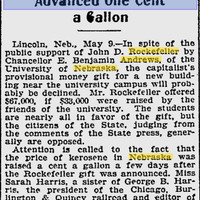 Advanced One Cent
a Gallon
Lincoln, Neb., May 9.—In spite of the
public support of John D. Rockefeller by
Chancellor E. Benjamin Andrews, of the
University of Nebraska, the capitalist's
provisional money gift for a new build-
ing near the university campus will prob-
ably be declined. Mr. Rockefeller offered
$67,000, if $33,000 were raised by the
friends of the university. The students
are nearly all in favor of the gift, but
the citizens of the State, judging from
the comments of the State press, gener-
ally are opposed.
Attention is called to the fact that
the price of kerosene in Nebraska was
raised a cent a gallon a few days after
the Rockefeller gift was announced. Miss
Sarah Harris, a sister of George B. Har-
ris, the president of the Chicago, Bur-
lington & Quincy railroad and editor of